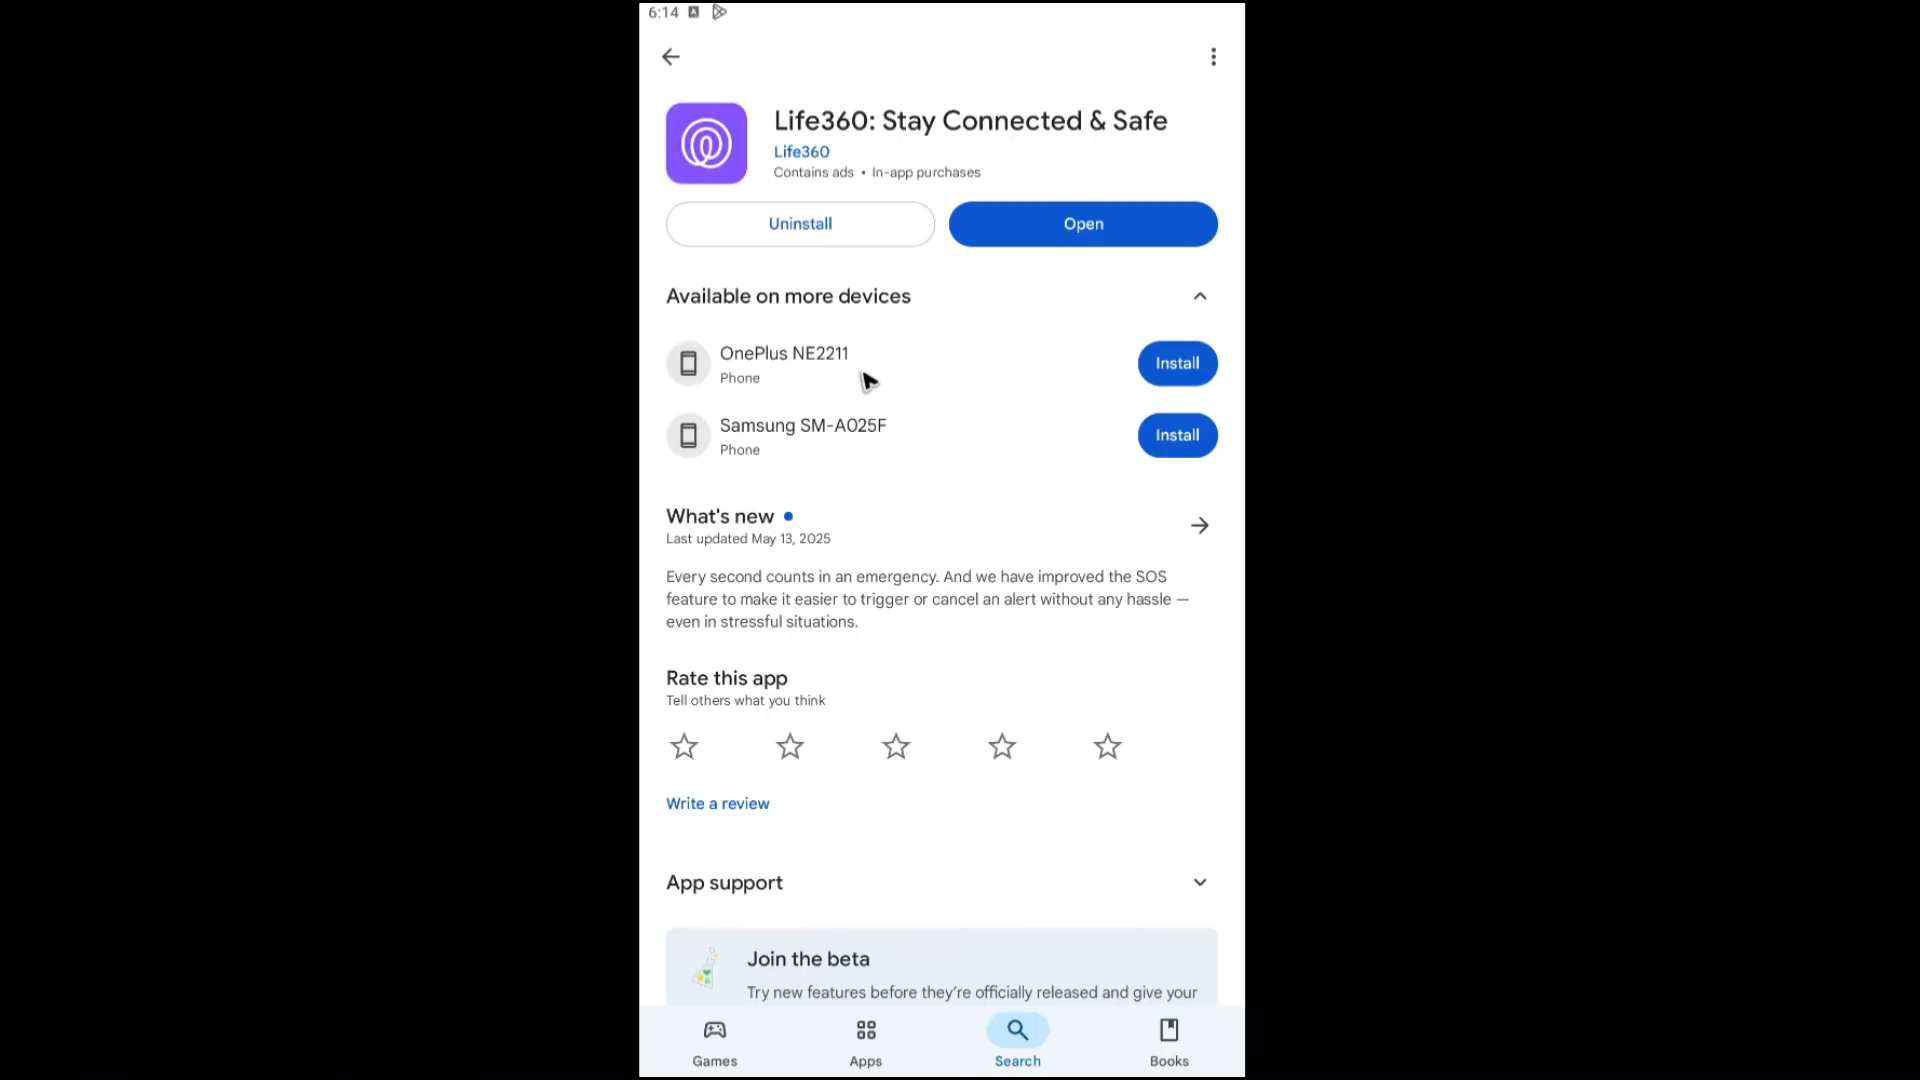 6:14
Life360: Stay Connected & Safe
Life360
Contains ads • In-app purchases
Uninstall
Open
Available on more devices
OnePlus NE2211
Phone
Install
Samsung SM-A025F
Phone
Install
What's new
Last updated May 13, 2025
Every second counts in an emergency. And we have improved the SOS
feature to make it easier to trigger or cancel an alert without any hassle —
even in stressful situations.
Rate this app
Tell others what you think
Write a review
App support
Join the beta
Try new features before they're officially released and give your
Games
Apps
Search
Books